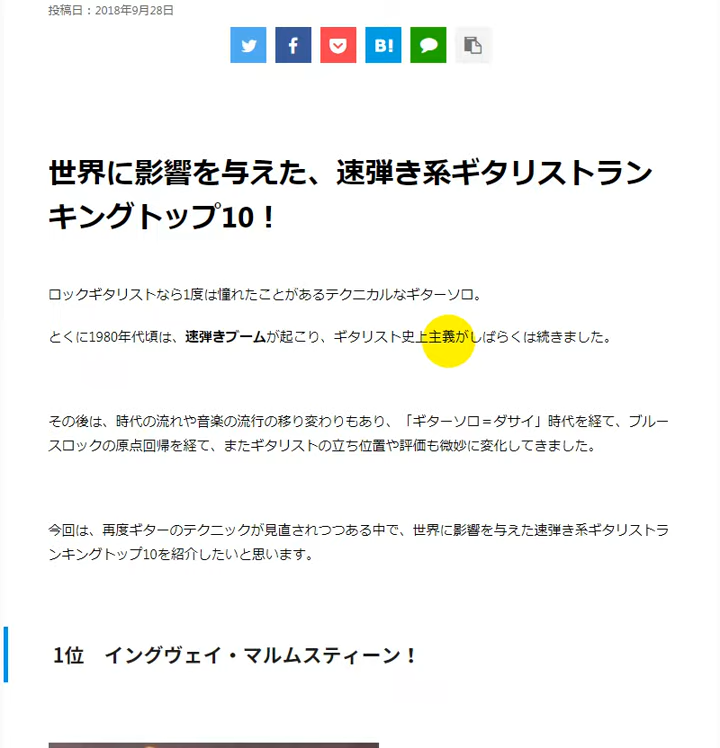 投稿日：2018年9月28日
B!
世界に影響を与えた、速弾き系ギタリストラン
キングトップ10！
ロックギタリストなら1度は憧れたことがあるテクニカルなギターソロ。
とくに1980年代頃は、速弾きブームが起こり、ギタリスト史上主義がしばらくは続きました。
その後は、時代の流れや音楽の流行の移り変わりもあり、「ギターソロ＝ダサイ」時代を経て、ブルー
スロックの原点回帰を経て、またギタリストの立ち位置や評価も微妙に変化してきました。
今回は、再度ギターのテクニックが見直されつつある中で、世界に影響を与えた速弾き系ギタリストラ
ンキングトップ10を紹介したいと思います。
1位　イングヴェイ・マルムスティーン！